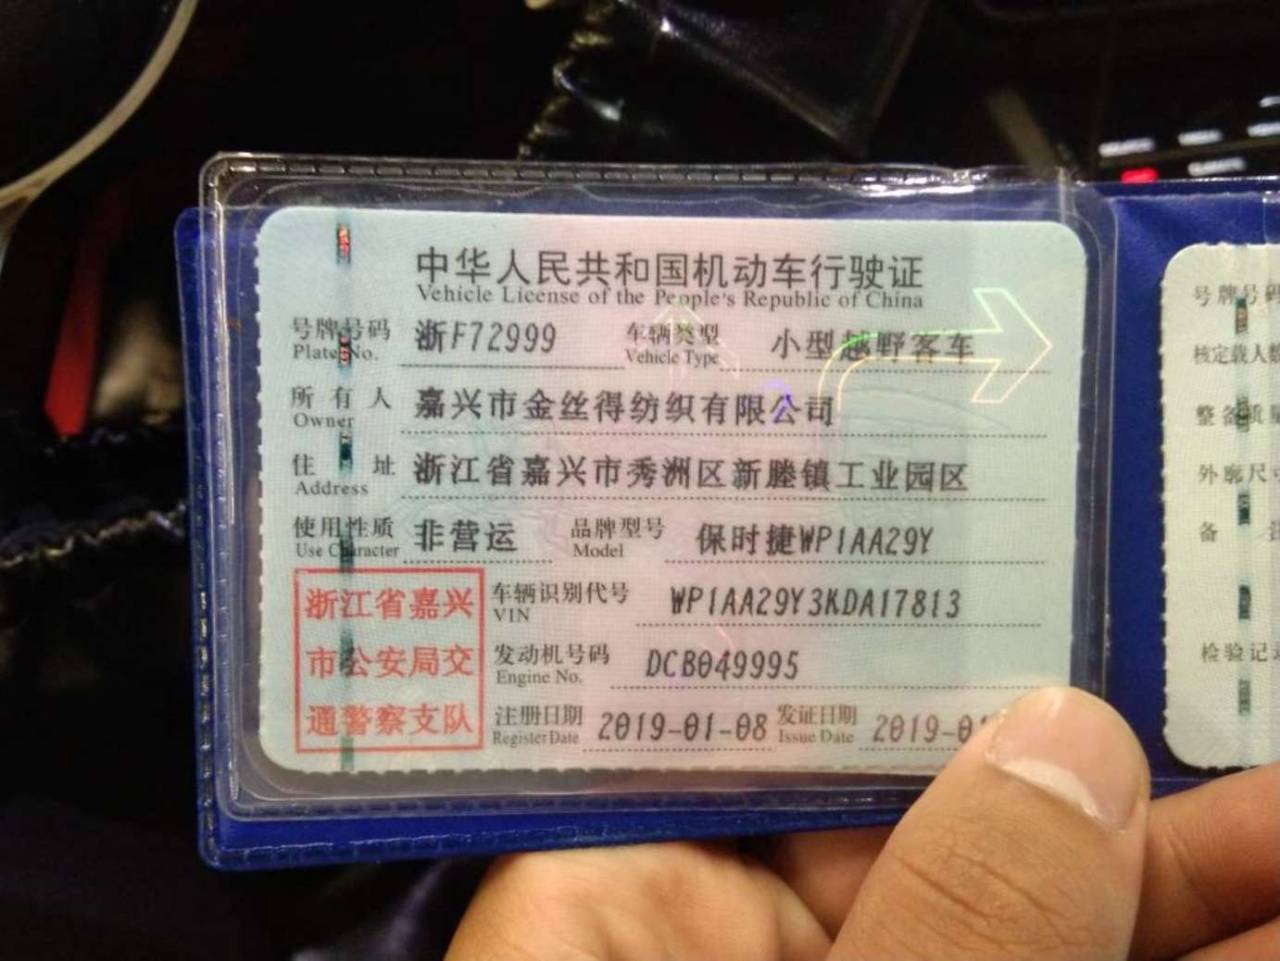 中华人民共和国机动车行驶证
Vehicle License of the People's Republic of China
号牌号码 浙F72999 车辆类型 小型越野客车
Plate No. Vehicle Type
所有人 嘉兴市金丝得纺织有限公司
Owner
住址 浙江省嘉兴市秀洲区新塍镇工业园区
Address
使用性质 非营运 品牌型号 保时捷WP1AA29Y
Use Character Model
浙江省嘉兴
市公安局交
通警察支队
车辆识别代号 WP1AA29Y3KDA17813
VIN
发动机号码 DCB049995
Engine No.
注册日期 2019-01-08 发证日期 2019-0
Register Date Issue Date
号牌号码
核定载人数
整备质量
外廓尺寸
备
检验记录